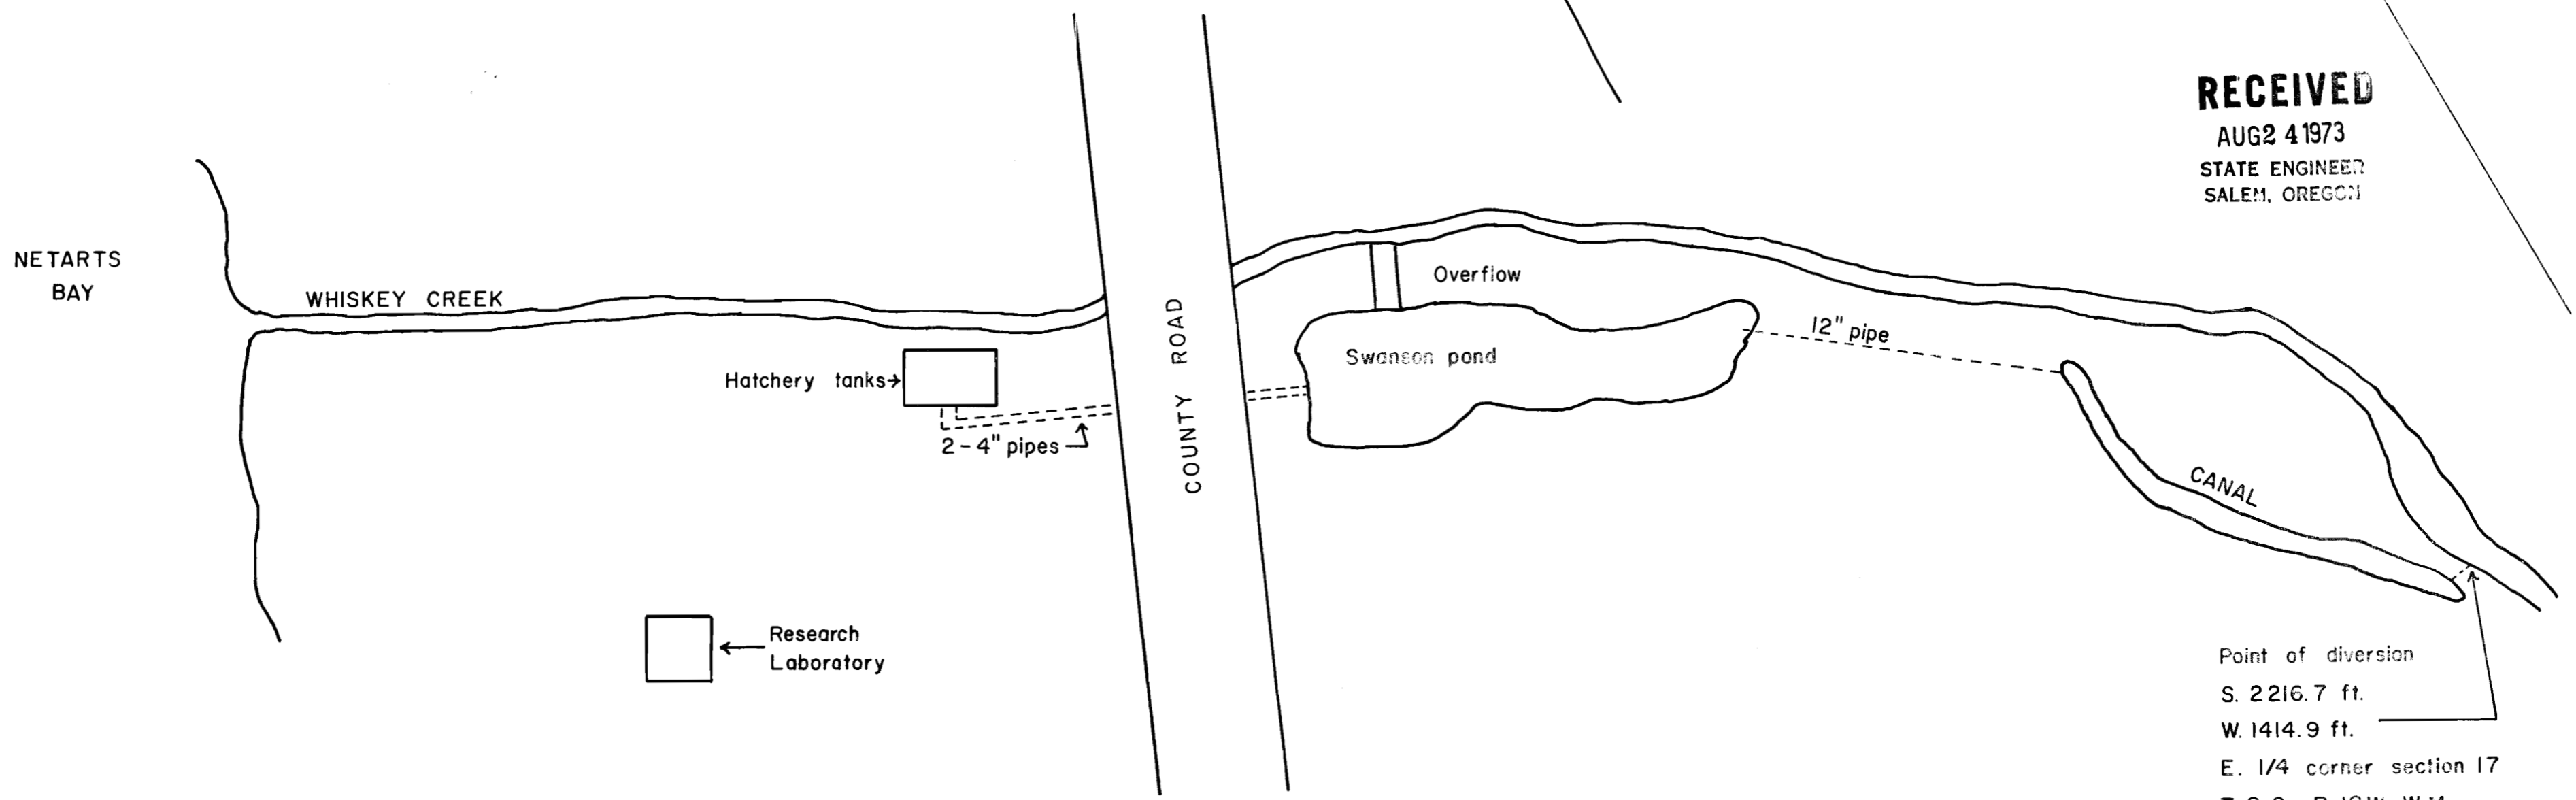 RECEIVED
AUG 24 1973
STATE ENGINEER
SALEM, OREGON
NETARTS
BAY
WHISKEY CREEK
Overflow
12" pipe
Swanson pond
Hatchery tanks
2-4" pipes
COUNTY ROAD
CANAL
Research
Laboratory
Point of diversion
S. 2216.7 ft.
W. 1414.9 ft.
E. 1/4 corner section 17